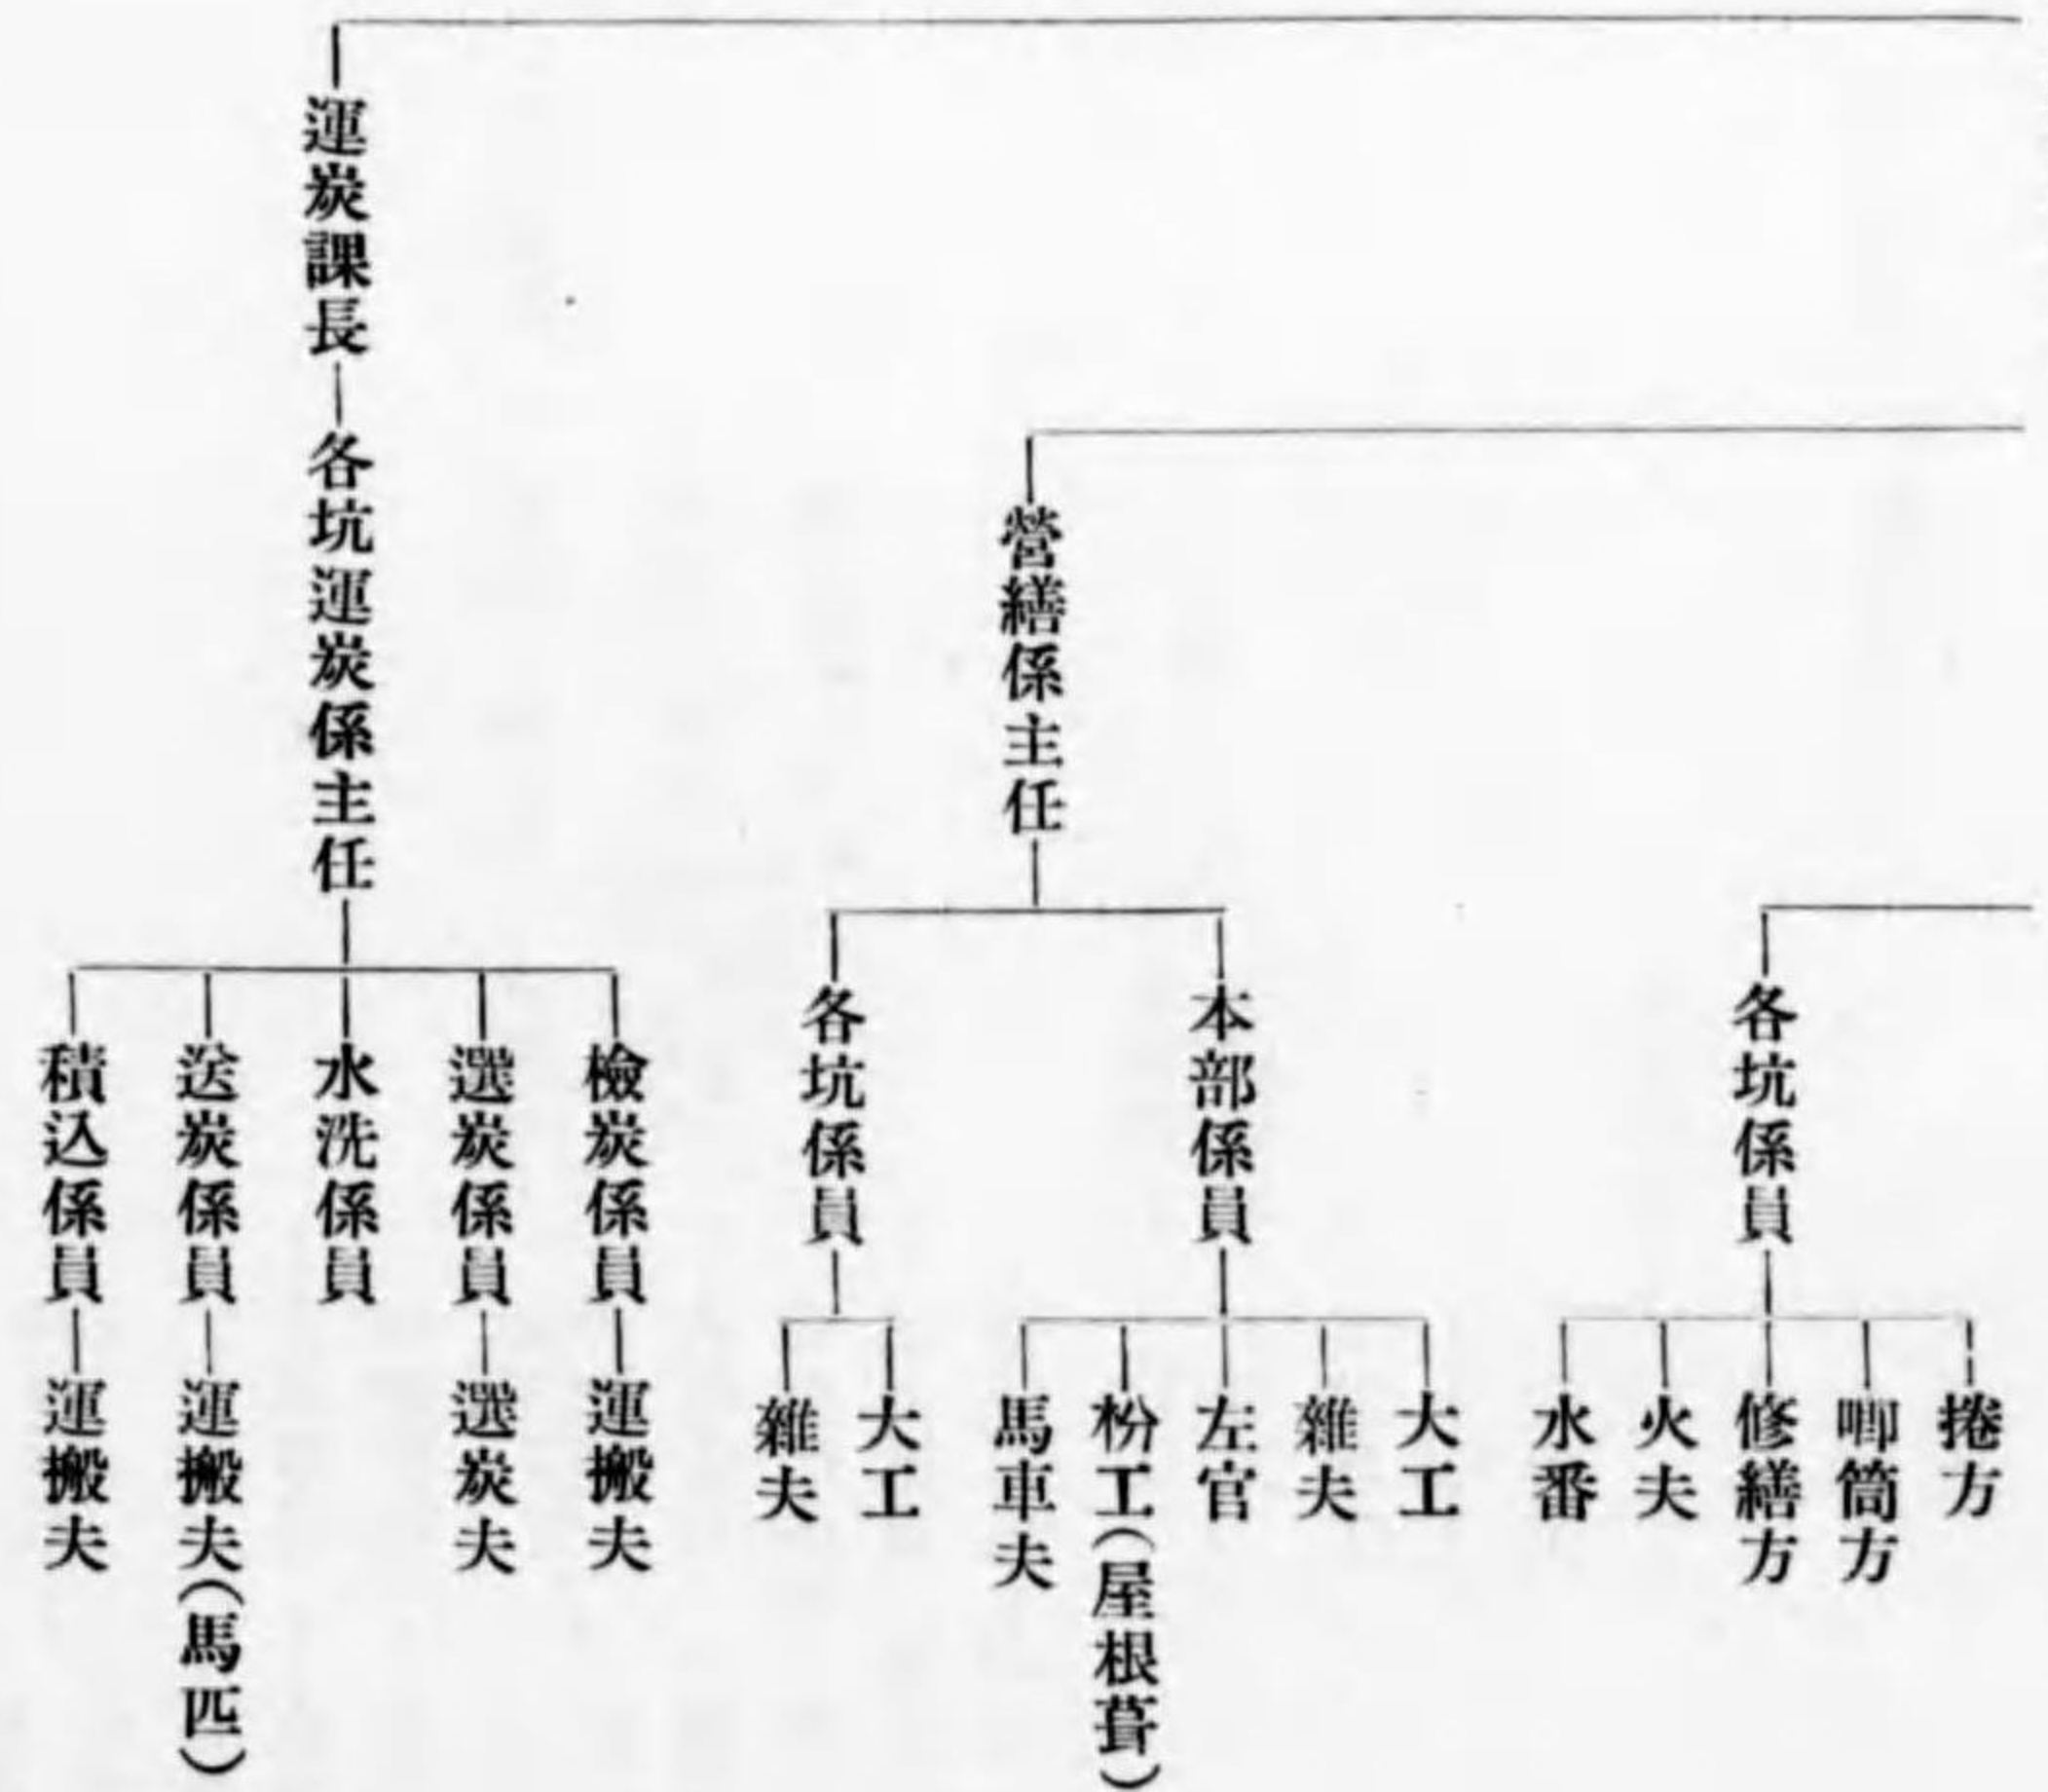 各坑係員
捲方
喞筒方
修繕方
火夫
水番
營繕係主任
本部係員
大工
雜夫
左官
枌工(屋根葺)
馬車夫
各坑係員
大工
雜夫
運炭課長
各坑運炭係主任
檢炭係員
運搬夫
選炭係員
選炭夫
水洗係員
送炭係員
運搬夫(馬匹)
積込係員
運搬夫